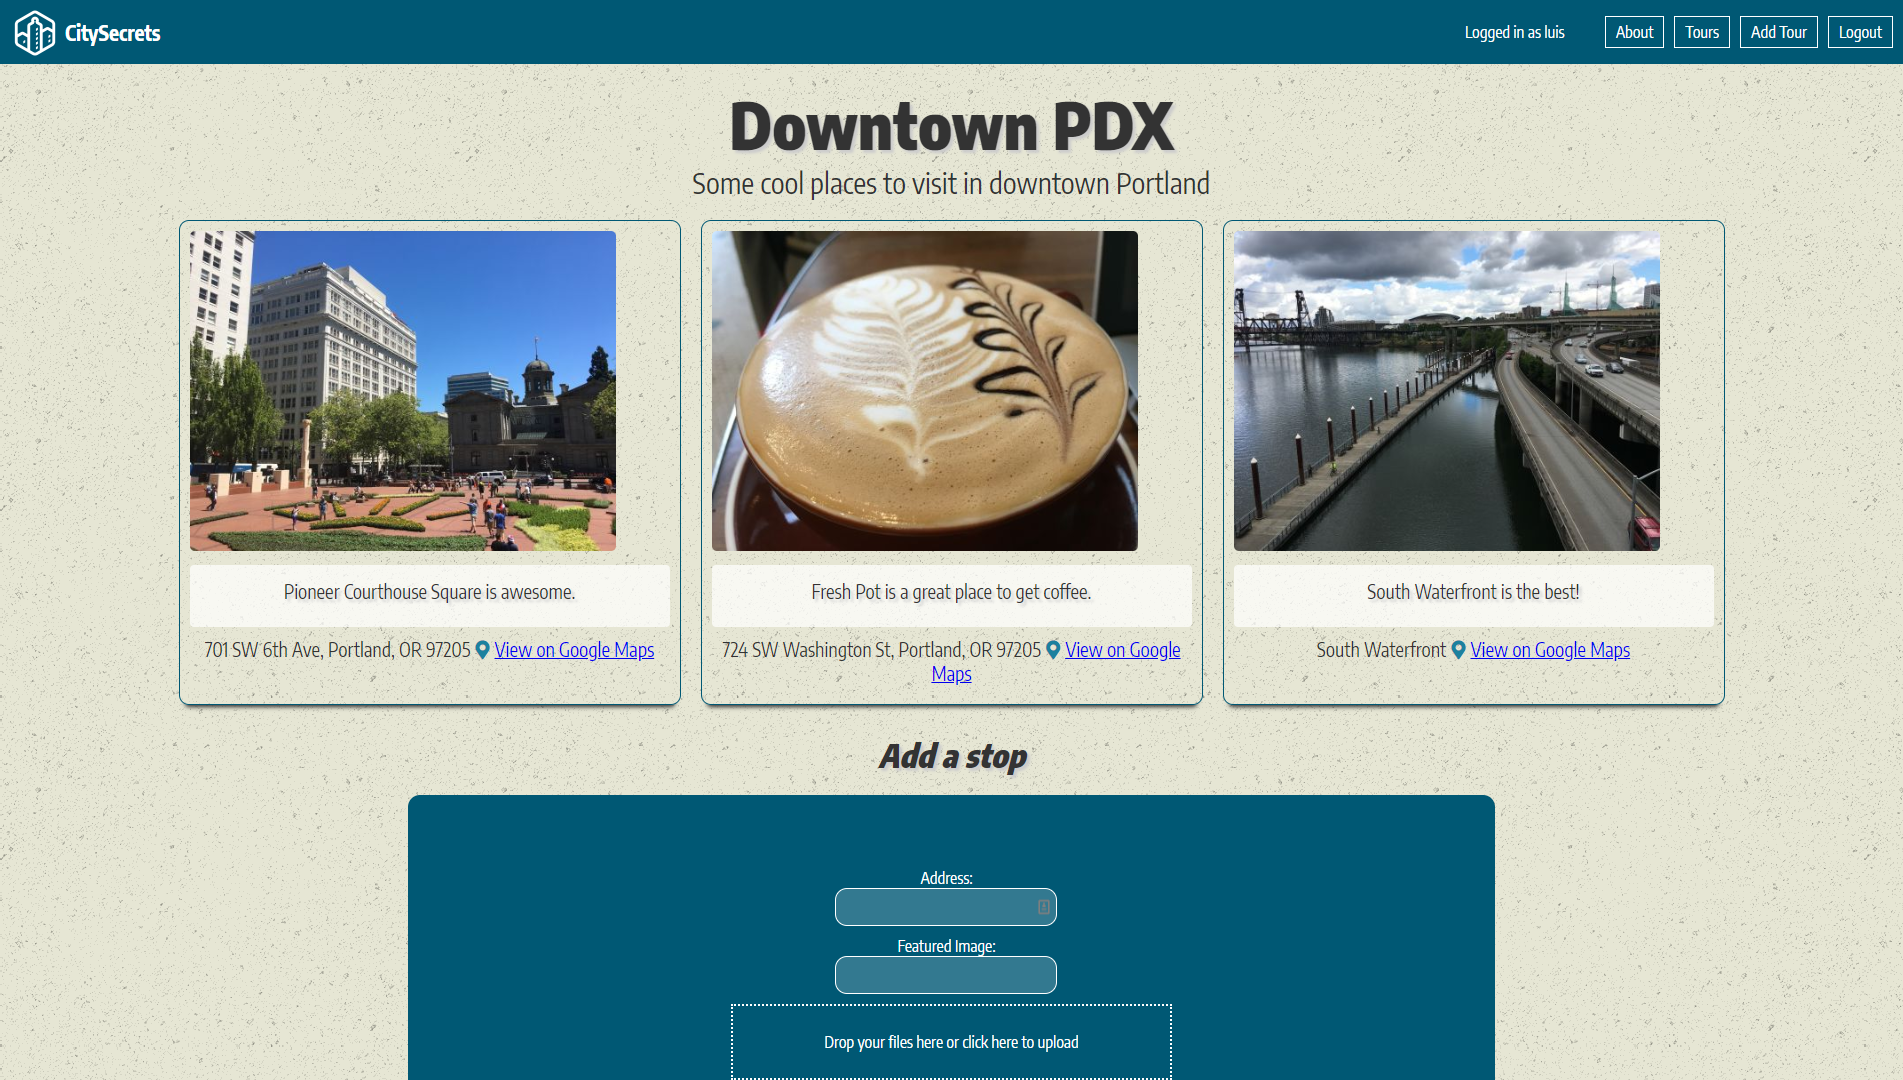 CitySecrets
Logged in as luis
About
Tours
Add Tour
Logout
Downtown PDX
Some cool places to visit in downtown Portland
Pioneer Courthouse Square is awesome.
701 SW 6th Ave, Portland, OR 97205 View on Google Maps
Fresh Pot is a great place to get coffee.
724 SW Washington St, Portland, OR 97205 View on Google
Maps
South Waterfront is the best!
South Waterfront View on Google Maps
Add a stop
Address:
Featured Image:
Drop your files here or click here to upload